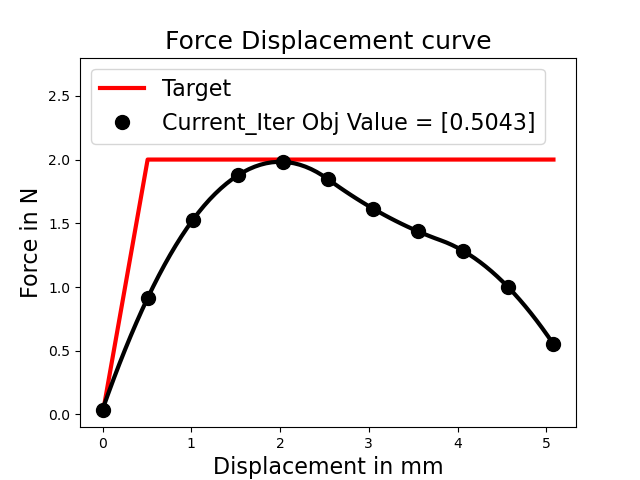 Force Displacement curve
Target
Current_Iter Obj Value = [0.5043]
2.5
2.0
1.5
1.0
0.5
0.0
Force in N
0 1 2 3 4 5
Displacement in mm